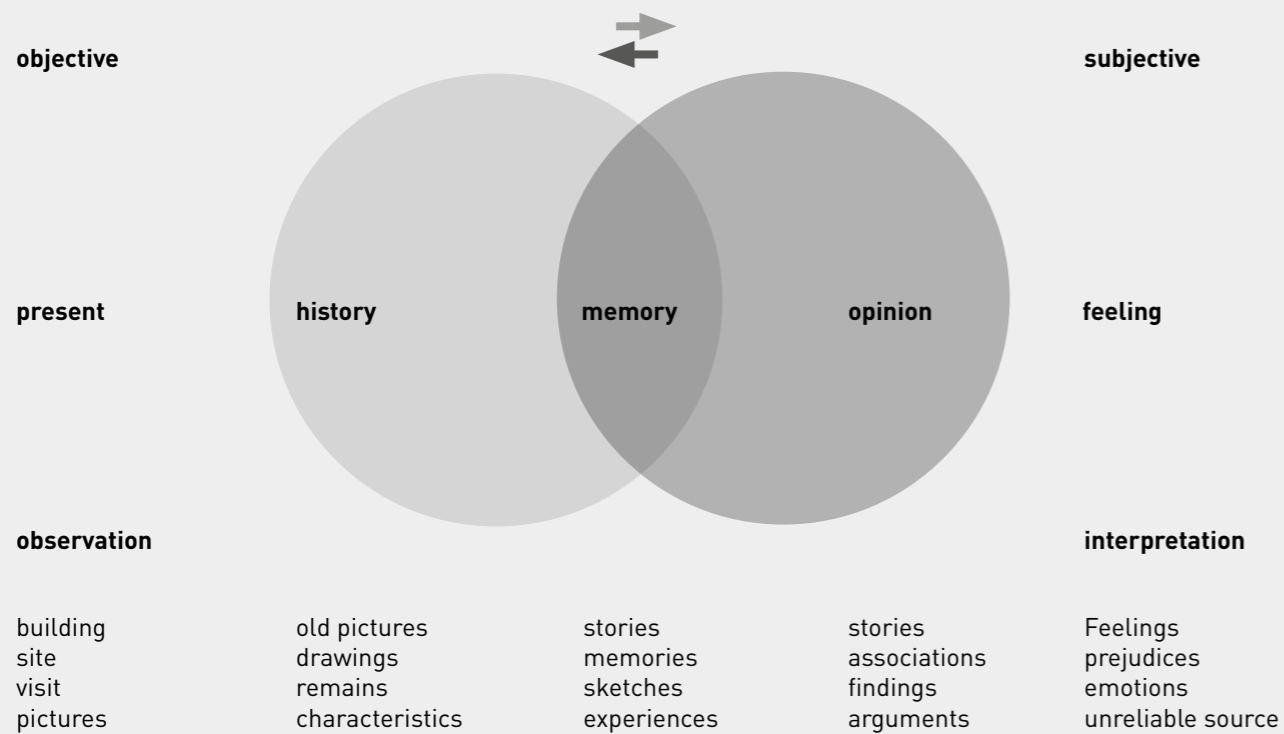 objective
subjective
present
history
memory
opinion
feeling
observation
interpretation
building
site
visit
pictures
old pictures
drawings
remains
characteristics
stories
memories
sketches
experiences
stories
associations
findings
arguments
Feelings
prejudices
emotions
unreliable source